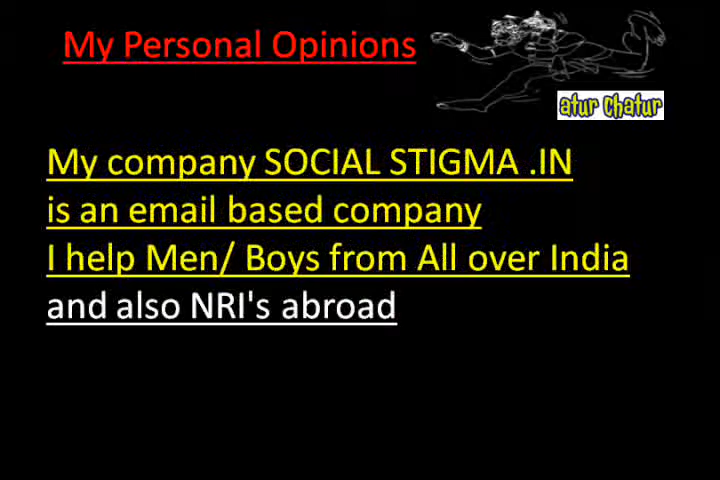 My Personal Opinions
atur chatur
My company SOCIAL STIGMA .IN
is an email based company
I help Men/ Boys from All over India
and also NRI's abroad